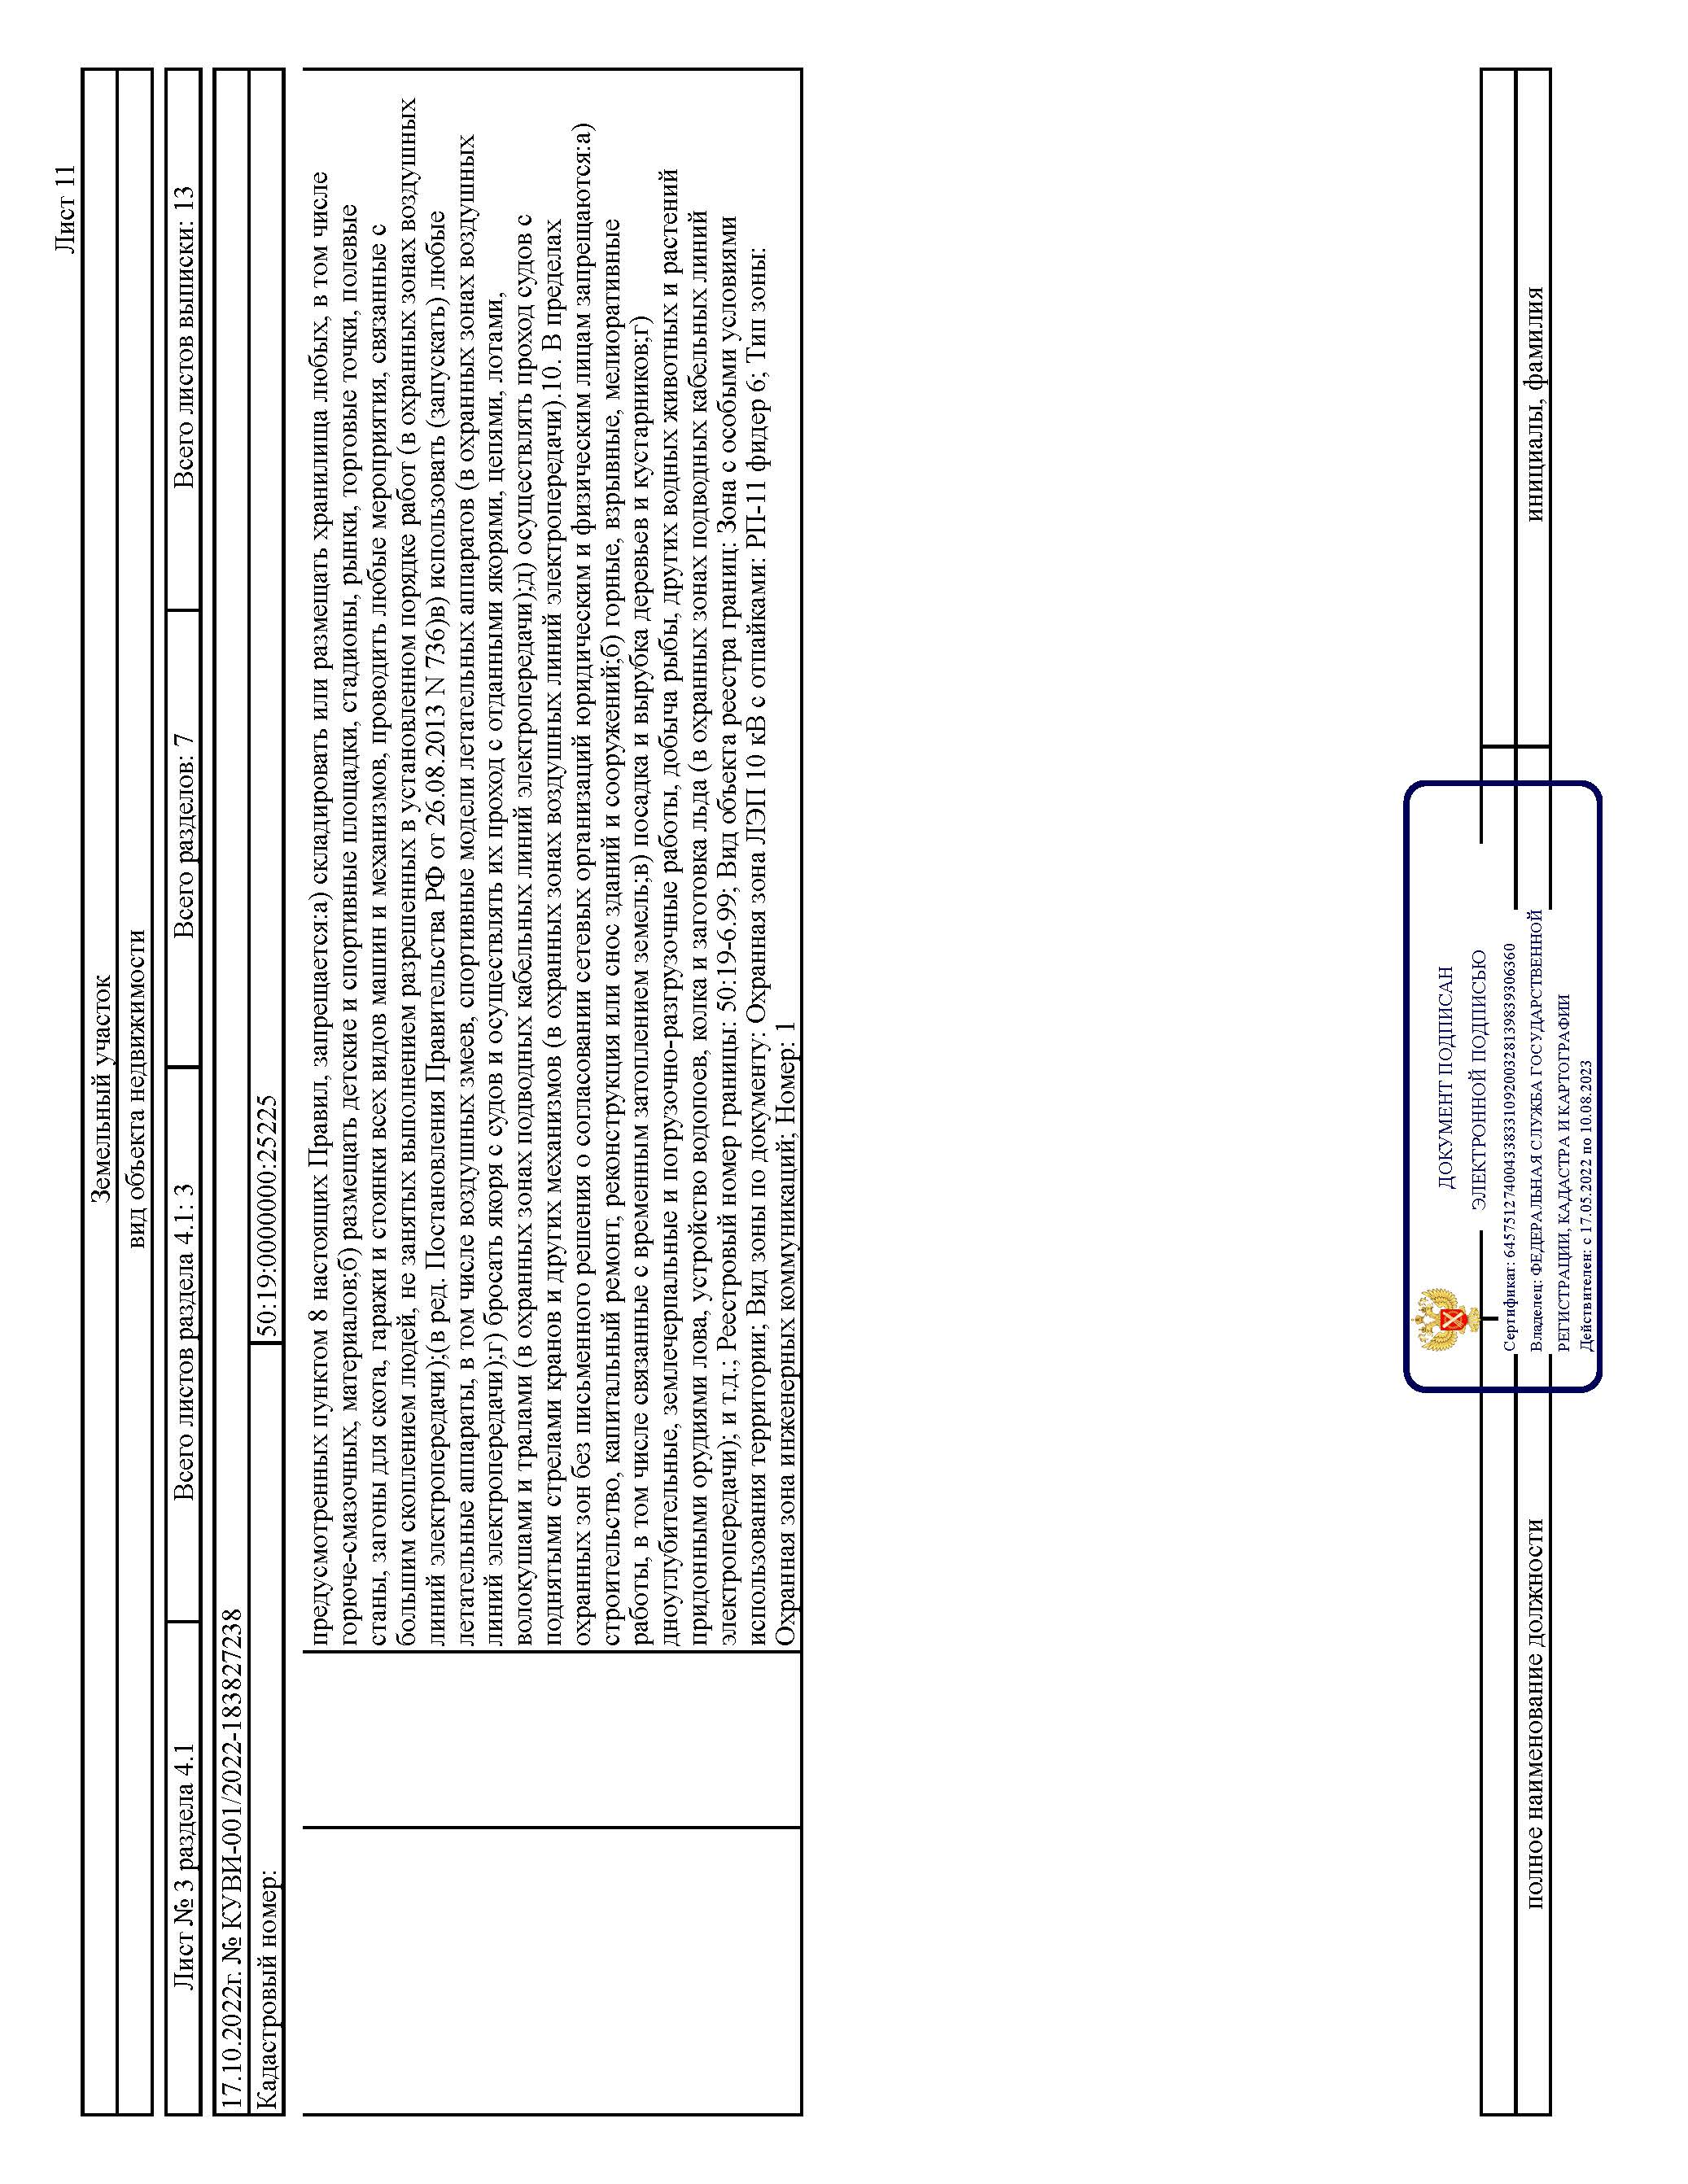 Лист 11
Земельный участок
вид объекта недвижимости
Лист № 3 раздела 4.1 Всего листов раздела 4.1: 3 Всего разделов: 7 Всего листов выписки: 13
17.10.2022г. № КУВИ-001/2022-183827238
Кадастровый номер: 50:19:0000000:25225
предусмотренных пунктом 8 настоящих Правил, запрещается:а) складировать или размещать хранилища любых, в том числе
горюче-смазочных, материалов;б) размещать детские и спортивные площадки, стадионы, рынки, торговые точки, полевые
станы, загоны для скота, гаражи и стоянки всех видов машин и механизмов, проводить любые мероприятия, связанные с
большим скоплением людей, не занятых выполнением разрешенных в установленном порядке работ (в охранных зонах воздушных
линий электропередачи);(в ред. Постановления Правительства РФ от 26.08.2013 N 736)в) использовать (запускать) любые
летательные аппараты, в том числе воздушных змеев, спортивные модели летательных аппаратов (в охранных зонах воздушных
линий электропередачи);г) бросать якоря с судов и осуществлять их проход с отданными якорями, цепями, лотами,
волокушами и тралами (в охранных зонах подводных кабельных линий электропередачи);д) осуществлять проход судов с
поднятыми стрелами кранов и других механизмов (в охранных зонах воздушных линий электропередачи).10. В пределах
охранных зон без письменного решения о согласовании сетевых организаций юридическим и физическим лицам запрещаются:а)
строительство, капитальный ремонт, реконструкция или снос зданий и сооружений;б) горные, взрывные, мелиоративные
работы, в том числе связанные с временным затоплением земель;в) посадка и вырубка деревьев и кустарников;г)
дноуглубительные, землечерпальные и погрузочно-разгрузочные работы, добыча рыбы, других водных животных и растений
придонными орудиями лова, устройство водопоев, колка и заготовка льда (в охранных зонах подводных кабельных линий
электропередачи); и т.д.; Реестровый номер границы: 50:19-6.99; Вид объекта реестра границ: Зона с особыми условиями
использования территории; Вид зоны по документу: Охранная зона ЛЭП 10 кВ с отпайками: РП-11 фидер 6; Тип зоны:
Охранная зона инженерных коммуникаций; Номер: 1
ДОКУМЕНТ ПОДПИСАН
ЭЛЕКТРОННОЙ ПОДПИСЬЮ
Сертификат: 645751274004338331092003281398393063​60
Владелец: ФЕДЕРАЛЬНАЯ СЛУЖБА ГОСУДАРСТВЕННОЙ
РЕГИСТРАЦИИ, КАДАСТРА И КАРТОГРАФИИ
Действителен: с 17.05.2022 по 10.08.2023
полное наименование должности инициалы, фамилия